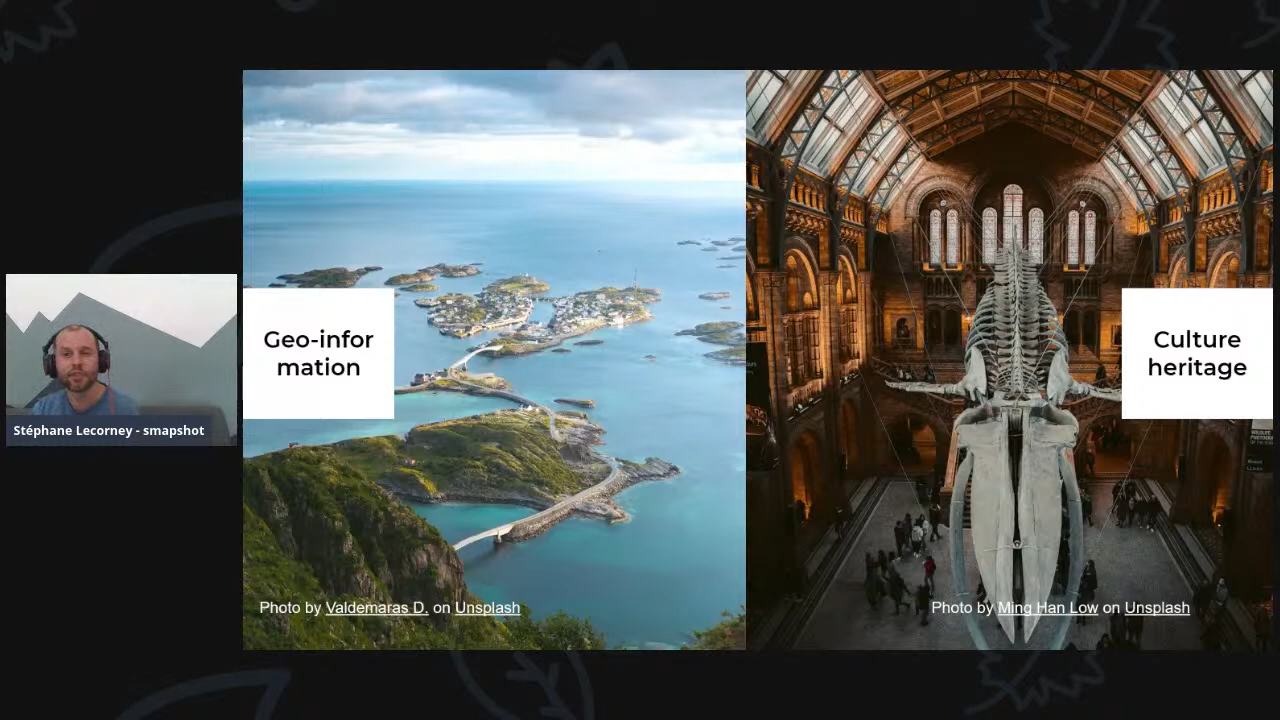 Geo-infor
mation
Culture
heritage
Stéphane Lecorney - smapshot
Photo by Valdemaras D. on Unsplash
Photo by Ming Han Low on Unsplash